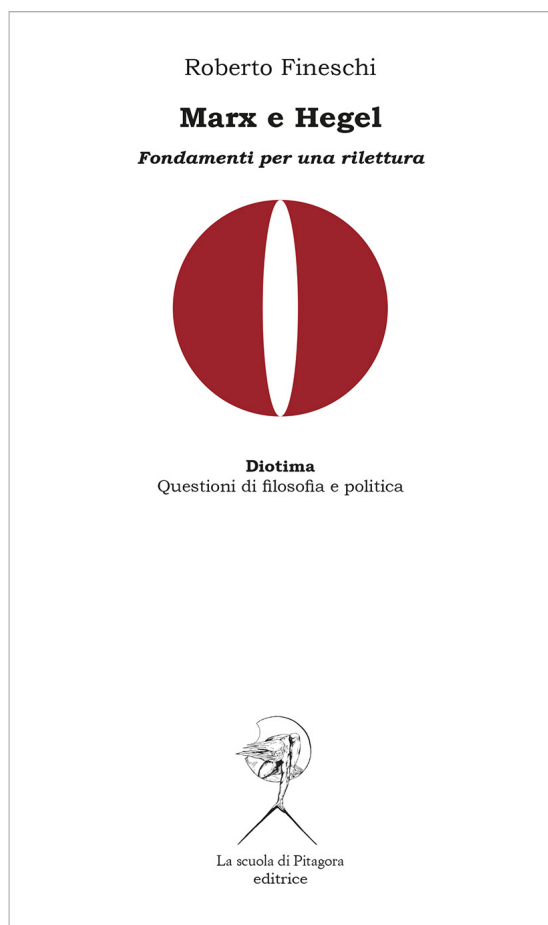 Roberto Fineschi
Marx e Hegel
Fondamenti per una rilettura
Diotima
Questioni di filosofia e politica
La scuola di Pitagora
editrice